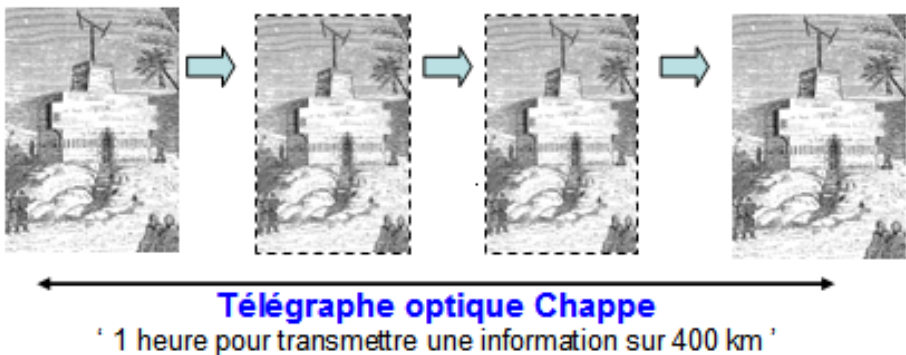 Télégraphe optique Chappe
‘ 1 heure pour transmettre une information sur 400 km ’